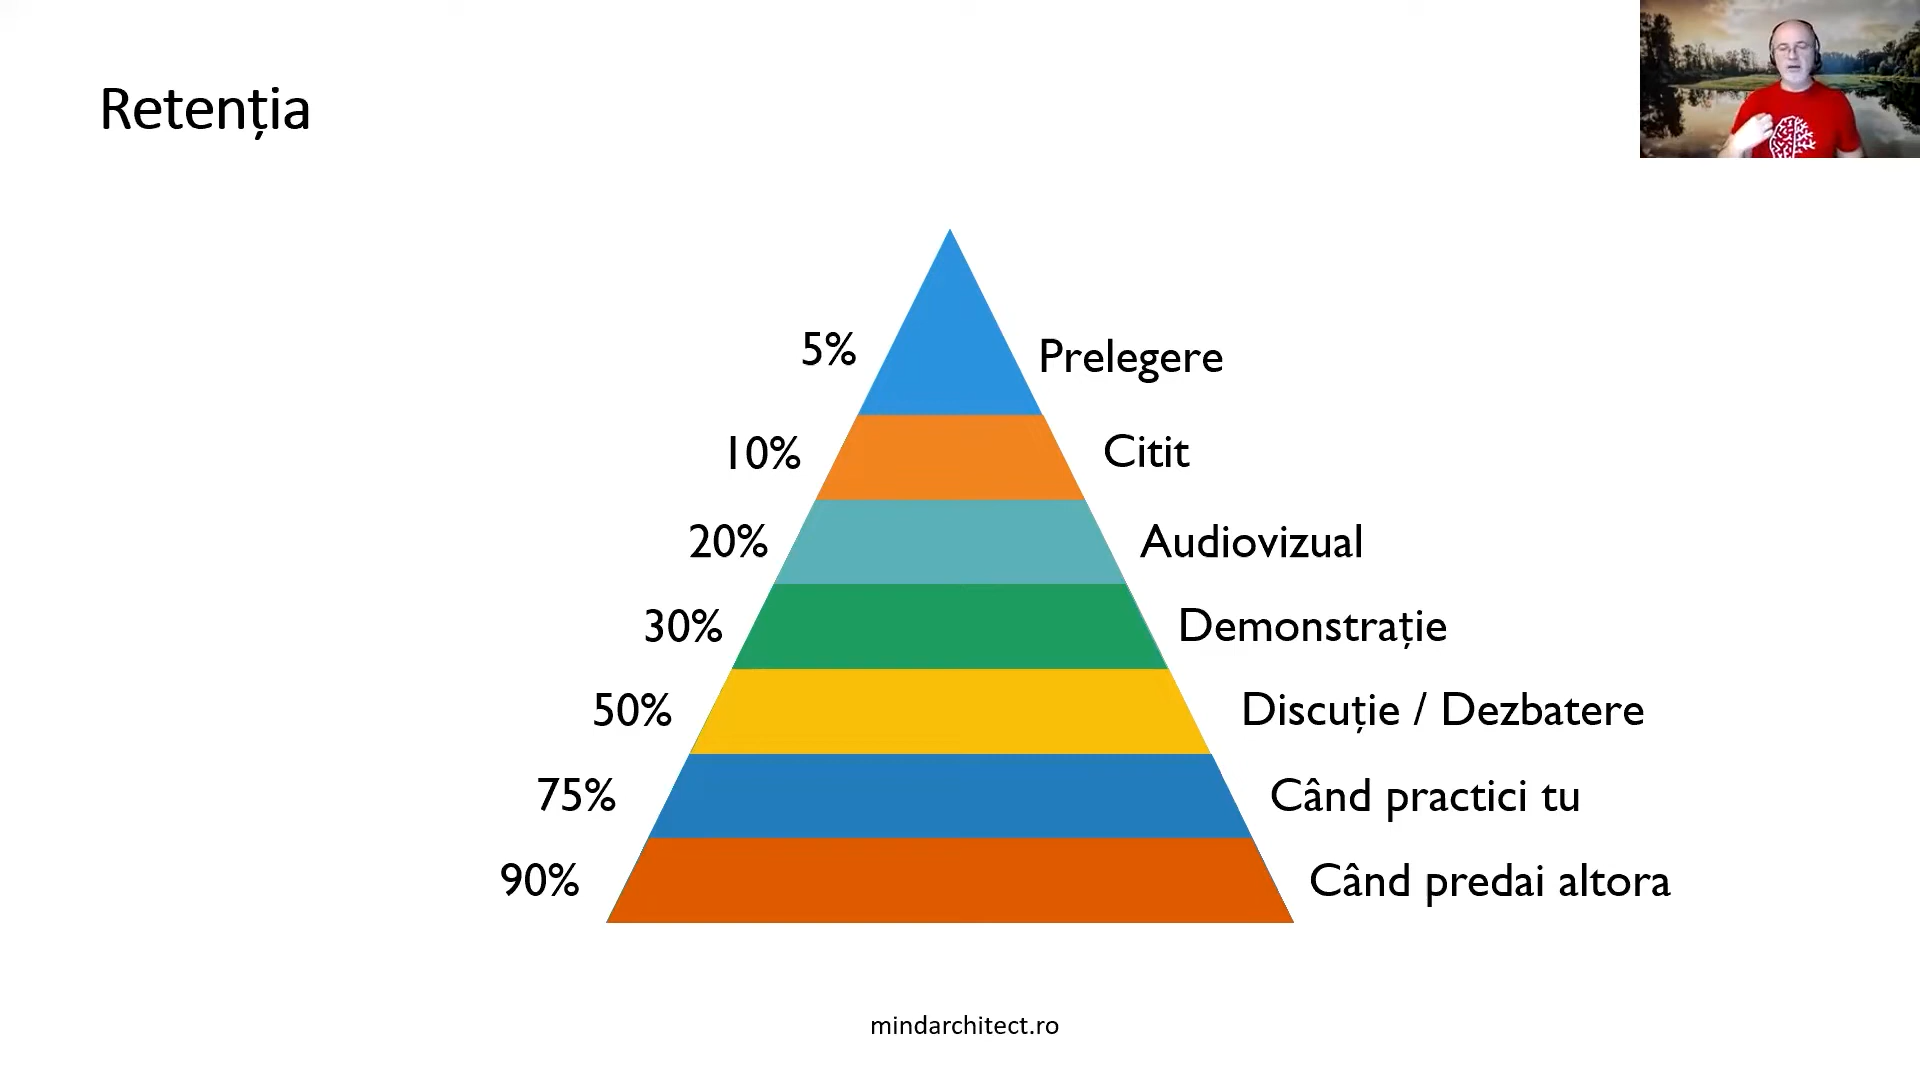 Retenția
5% Prelegere
10% Citit
20% Audiovizual
30% Demonstrație
50% Discuție / Dezbatere
75% Când practici tu
90% Când predai altora
mindarchitect.ro